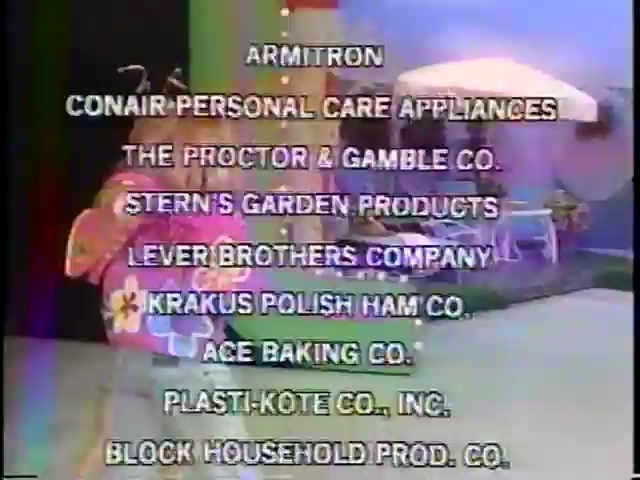 ARMITRON
CONAIR PERSONAL CARE APPLIANCES
THE PROCTOR & GAMBLE CO.
STERN'S GARDEN PRODUCTS
LEVER BROTHERS COMPANY
KRAKUS POLISH HAM CO.
ACE BAKING CO.
PLASTI-KOTE CO., INC.
BLOCK HOUSEHOLD PROD. CO.